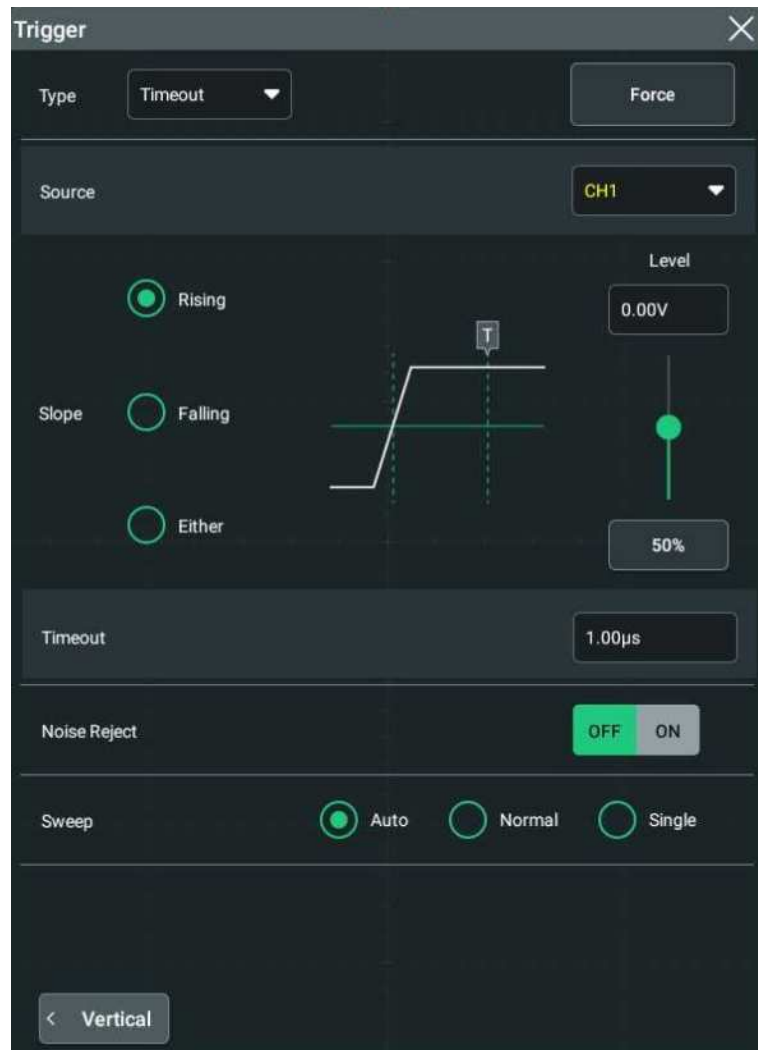 Trigger
Type
Timeout
Force
Source
CH1
Level
Rising
0.00V
T
Slope
Falling
Either
50%
Timeout
1.00µs
Noise Reject
OFF
ON
Sweep
Auto
Normal
Single
< Vertical